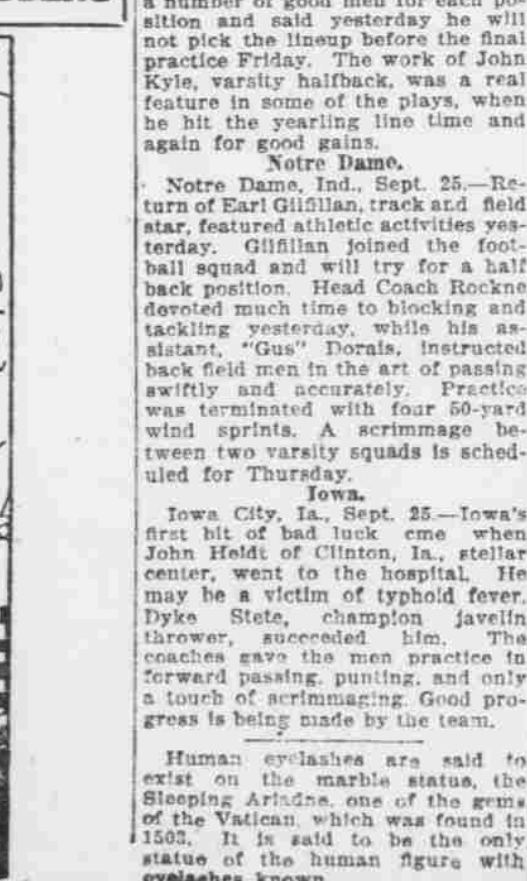 a number of good men for each po-
sition and said yesterday he will
not pick the lineup before the final
practice Friday. The work of John
Kyle, varsity halfback, was a real
feature in some of the plays, when
he hit the yearling line time and
again for good gains.
Notre Dame.
Notre Dame, Ind., Sept. 25.—Re-
turn of Earl Gilfillan, track and field
star, featured athletic activities yes-
terday. Gilfillan joined the foot-
ball squad and will try for a half
back position. Head Coach Rockne
devoted much time to blocking and
tackling yesterday, while his as-
sistant, "Gus" Dorais, instructed
back field men in the art of passing
swiftly and accurately. Practice
was terminated with four 50-yard
wind sprints. A scrimmage be-
tween two varsity squads is sched-
uled for Thursday.
Iowa.
Iowa City, Ia., Sept. 25.—Iowa's
first bit of bad luck cme when
John Heldt of Clinton, Ia., stellar
center, went to the hospital. He
may be a victim of typhoid fever.
Dyke Stete, champion javelin
thrower, succeeded him. The
coaches gave the men practice in
forward passing, punting, and only
a touch of scrimmaging. Good pro-
gress is being made by the team.
Human eyelashes are said to
exist on the marble status, the
Sleeping Ariadne, one of the gems
of the Vatican, which was found in
1503. It is said to be the only
statue of the human figure with
eyelashes known.